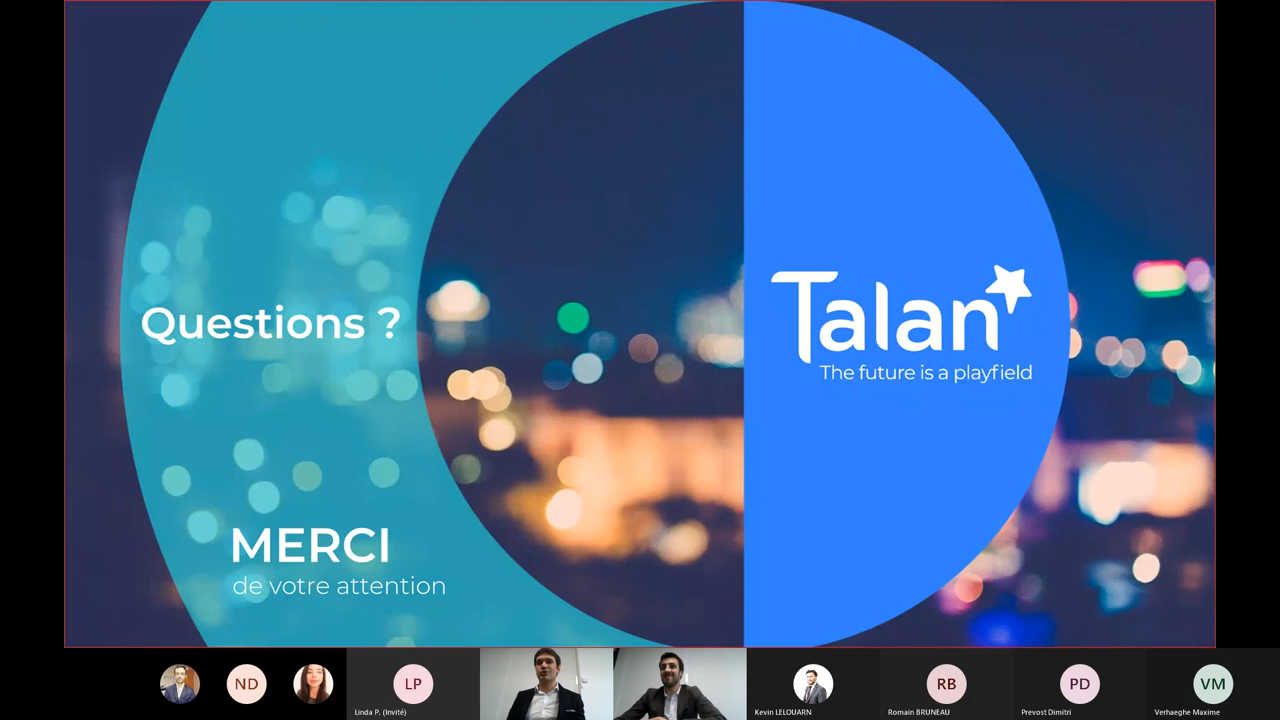 Questions ?
Talan
The future is a playfield
MERCI
de votre attention
ND
LP
RB
PD
VM
Linda P. (Invité)
Kevin LELOUARN
Romain BRUNEAU
Prevost Dimitri
Verhaeghe Maxime